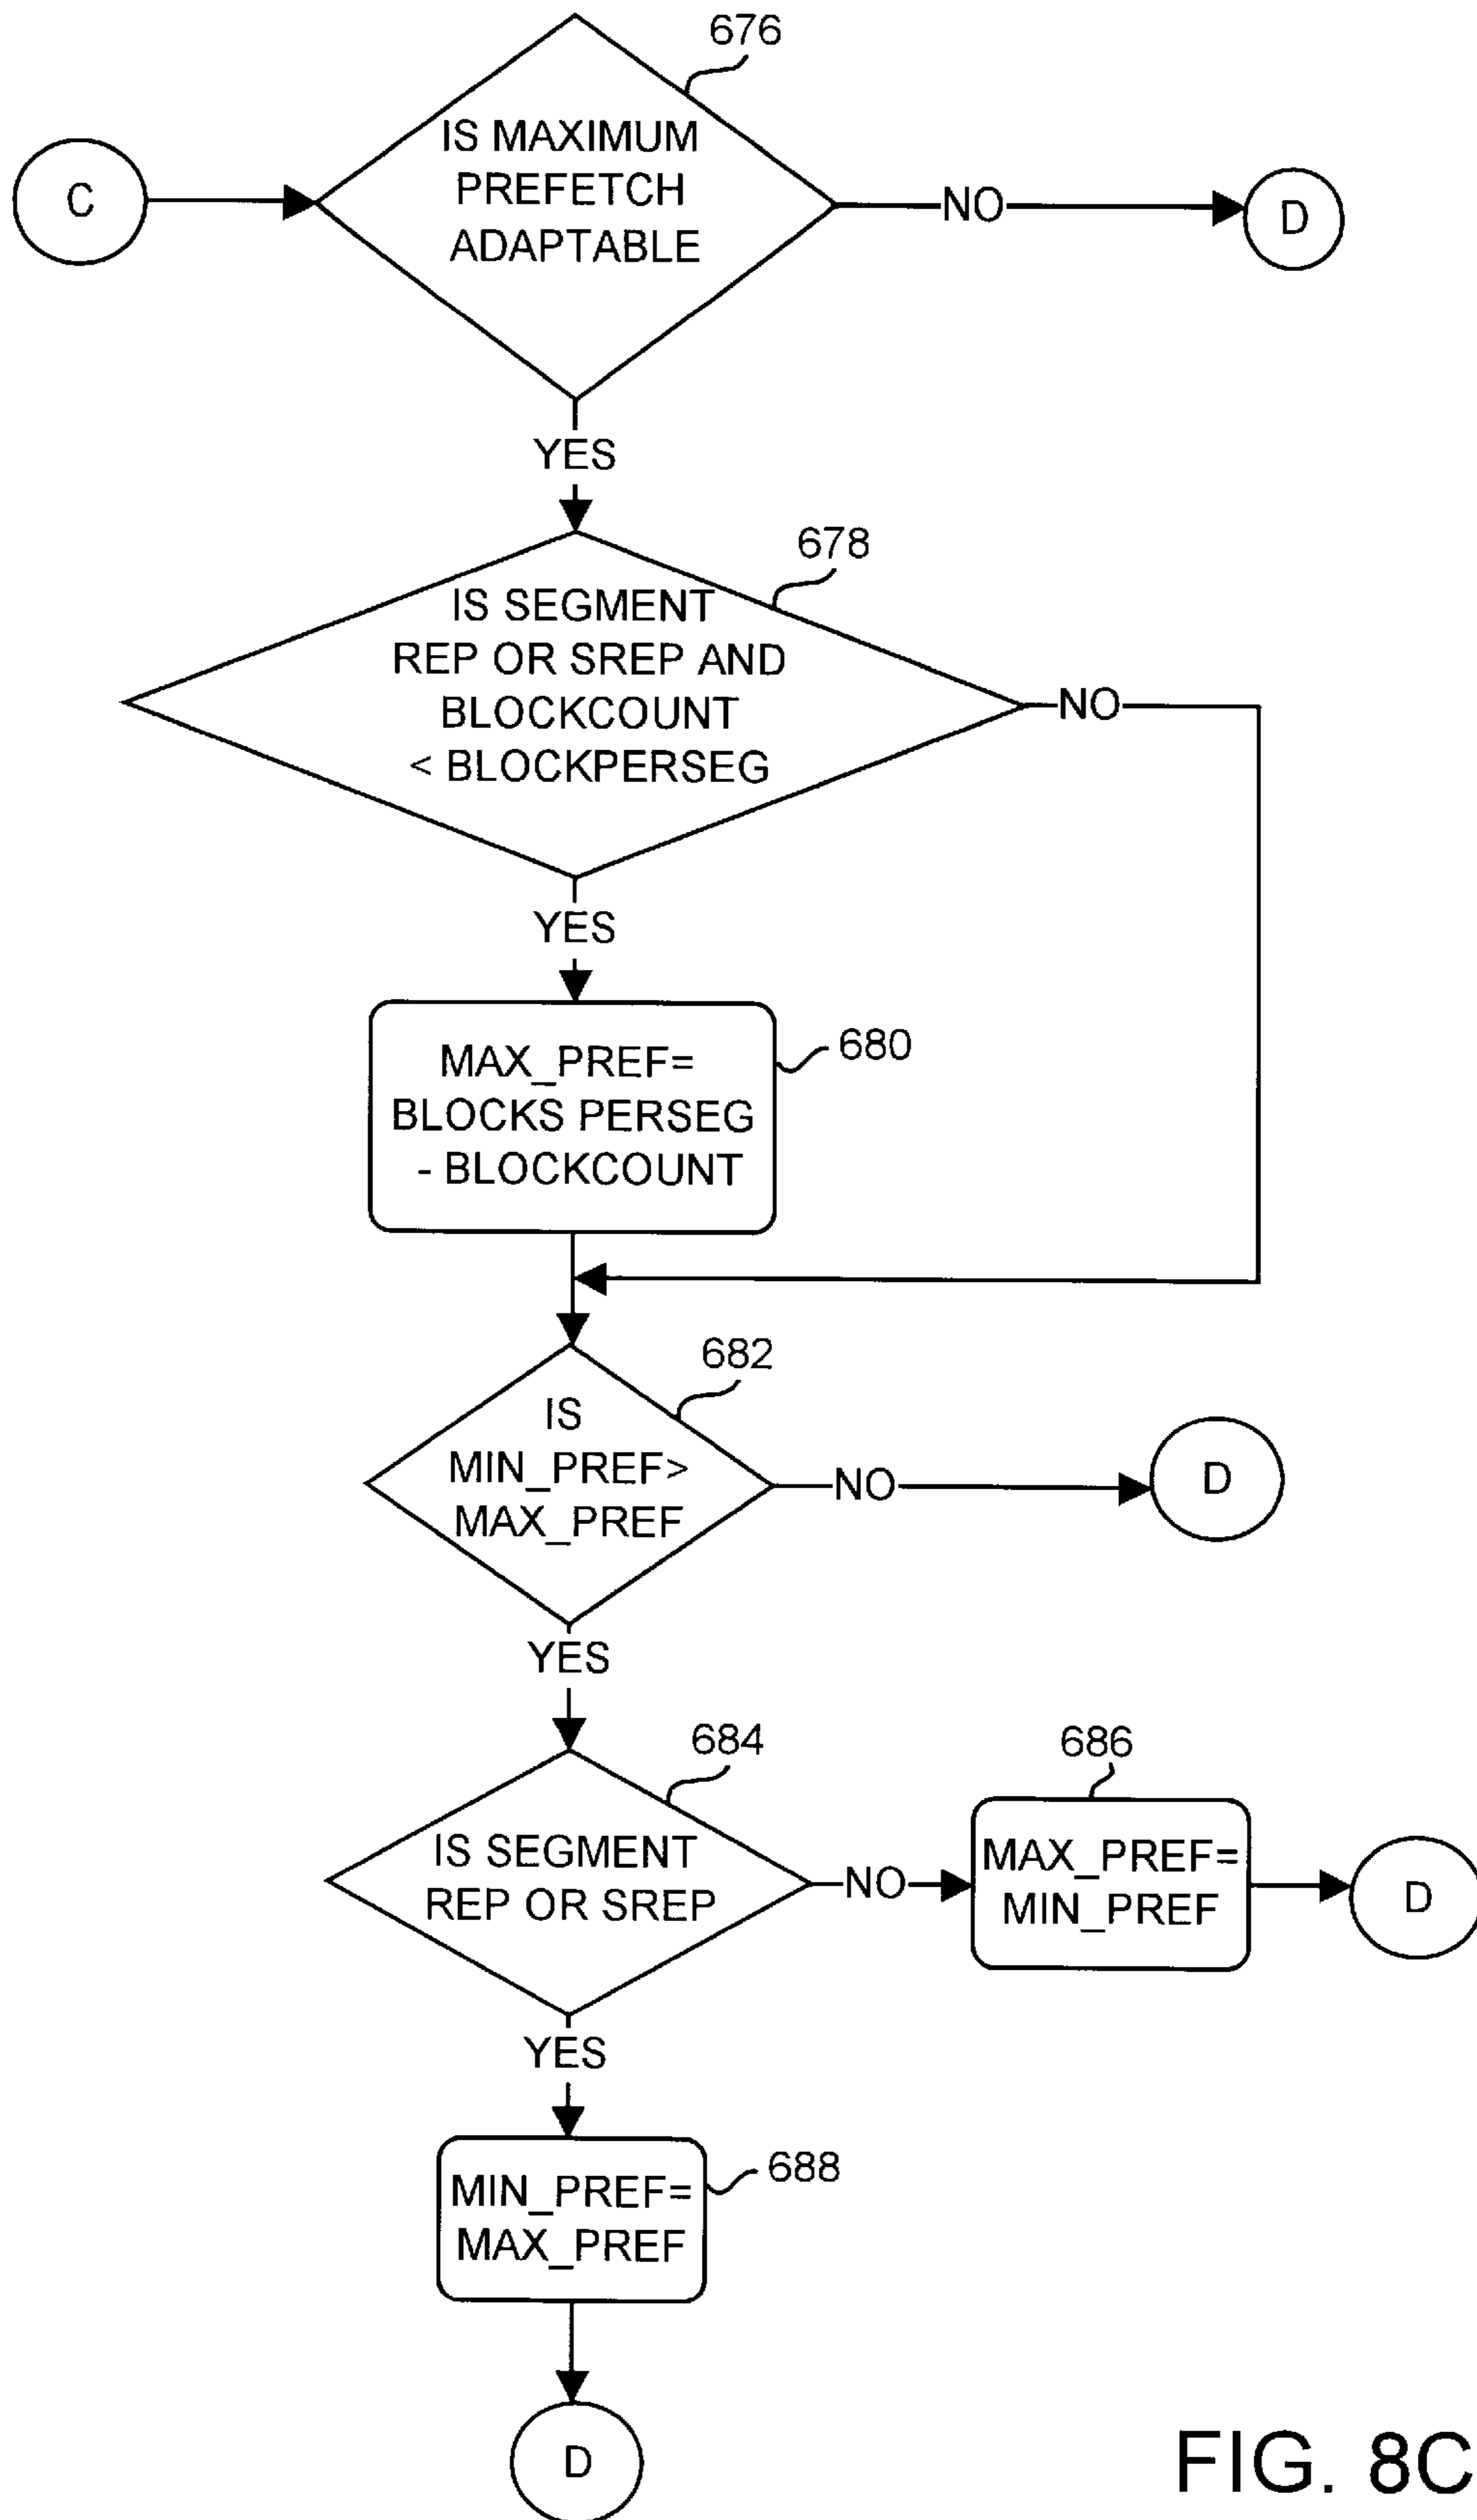 676
IS MAXIMUM
PREFETCH
ADAPTABLE
C
NO
D
YES
678
IS SEGMENT
REP OR SREP AND
BLOCKCOUNT
< BLOCKPERSEG
NO
YES
680
MAX_PREF=
BLOCKS PERSEG
- BLOCKCOUNT
682
IS
MIN_PREF>
MAX_PREF
NO
D
YES
684
IS SEGMENT
REP OR SREP
NO
686
MAX_PREF=
MIN_PREF
D
YES
688
MIN_PREF=
MAX_PREF
D
FIG. 8C